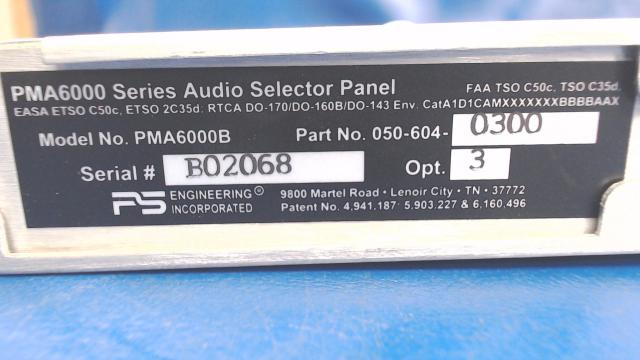 PMA6000 Series Audio Selector Panel FAA TSO C50c, TSO C35d,
EASA ETSO C50c, ETSO 2C35d; RTCA DO-170/DO-160B/DO-143 Env. CatA1D1CAMXXXXXXXBBBBAAX
Model No. PMA6000B Part No. 050-604- 0300
Serial # B02068 Opt. 3
PS ENGINEERING® INCORPORATED
9800 Martel Road · Lenoir City · TN · 37772
Patent No. 4,941,187; 5,903,227 & 6,160,496